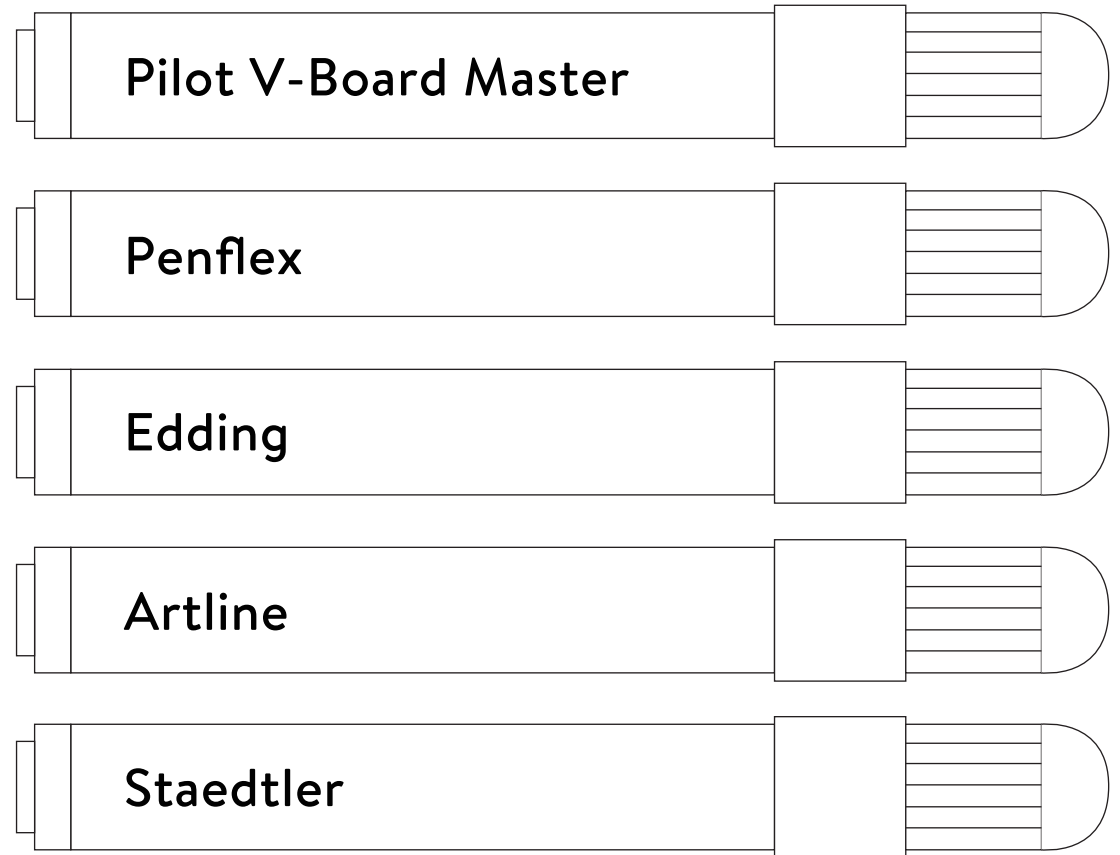 Pilot V-Board Master
Penflex
Edding
Artline
Staedtler